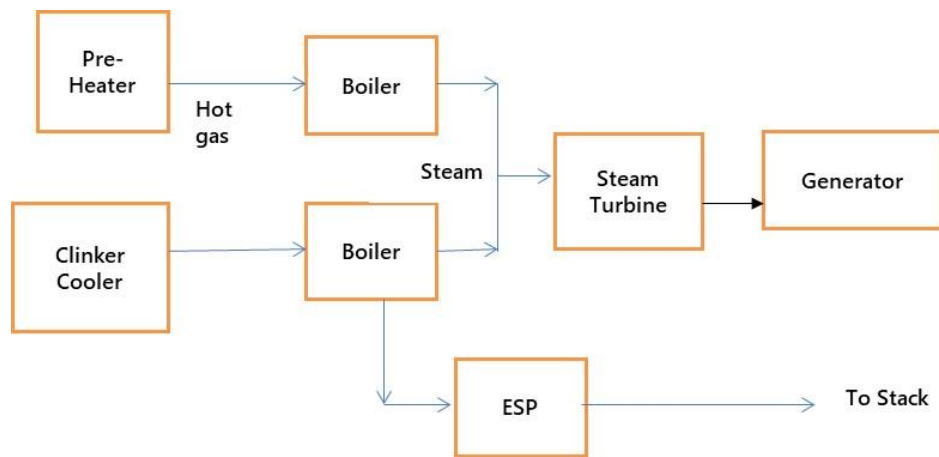 Pre-
Heater
Boiler
Hot
gas
Steam
Steam
Turbine
Generator
Clinker
Cooler
Boiler
ESP
To Stack